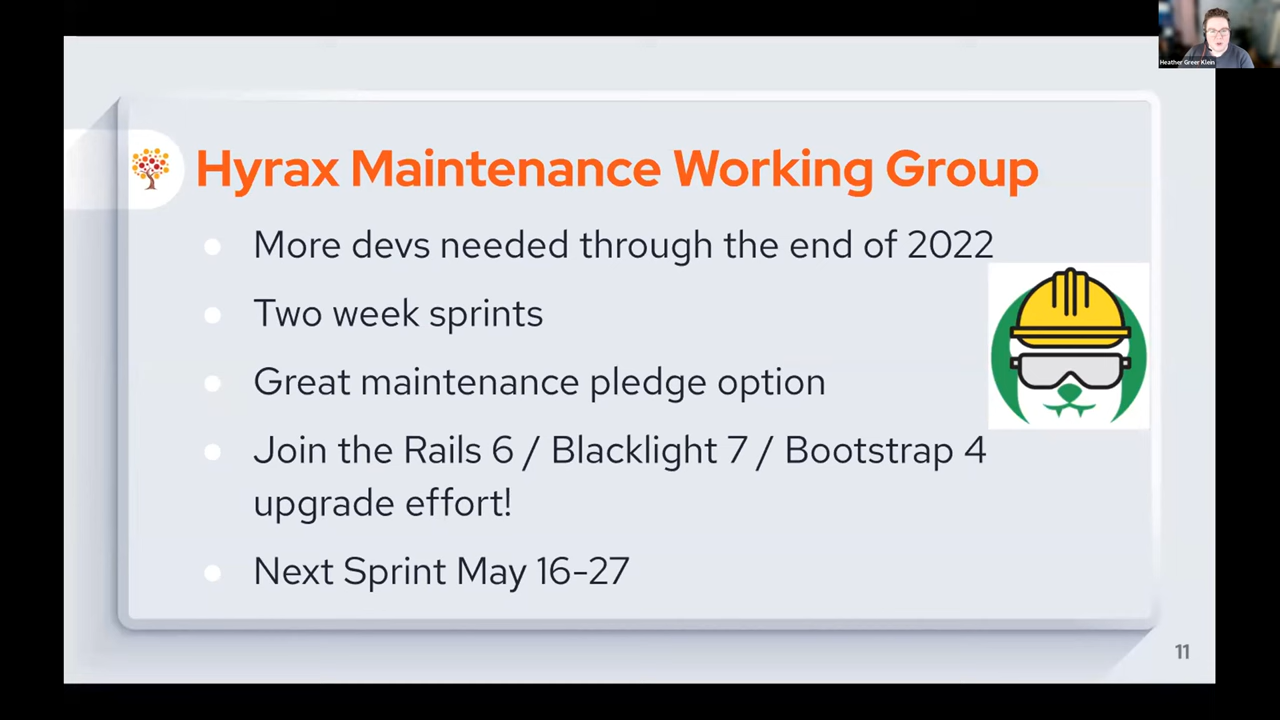 Heather Greer Klein
Hyrax Maintenance Working Group
More devs needed through the end of 2022
Two week sprints
Great maintenance pledge option
Join the Rails 6 / Blacklight 7 / Bootstrap 4
upgrade effort!
Next Sprint May 16-27
11